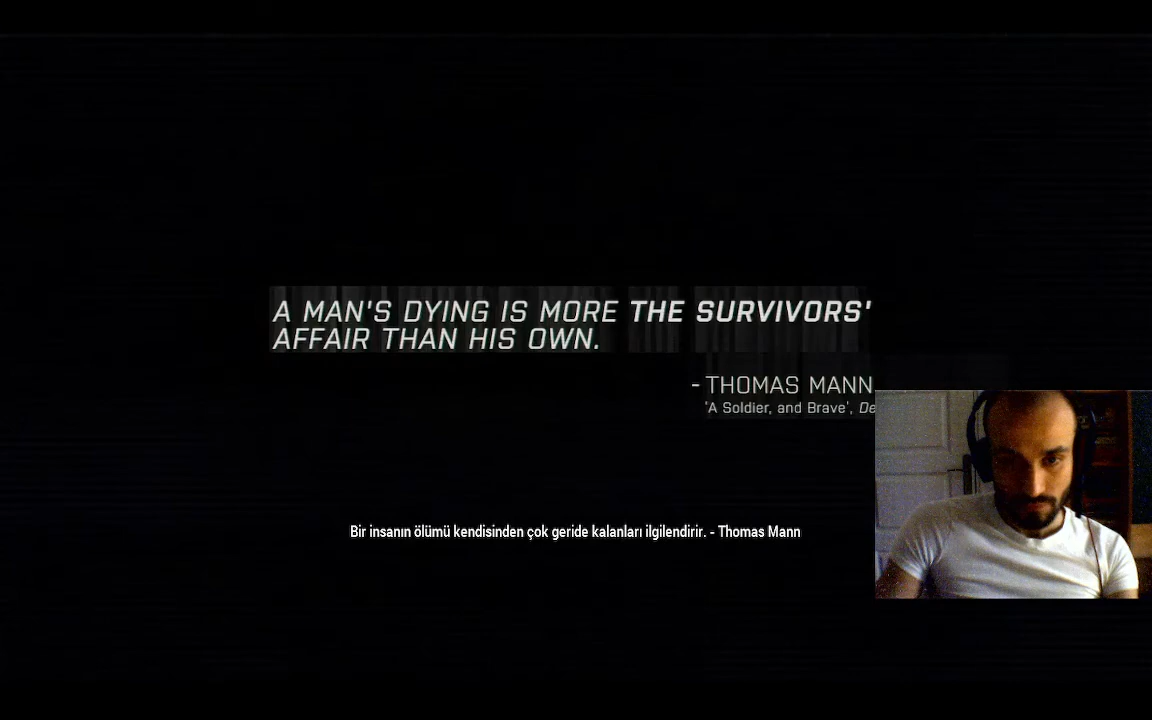 A MAN'S DYING IS MORE THE SURVIVORS'
AFFAIR THAN HIS OWN.
- THOMAS MANN
'A Soldier, and Brave', De
Bir insanın ölümü kendisinden çok geride kalanları ilgilendirir. - Thomas Mann